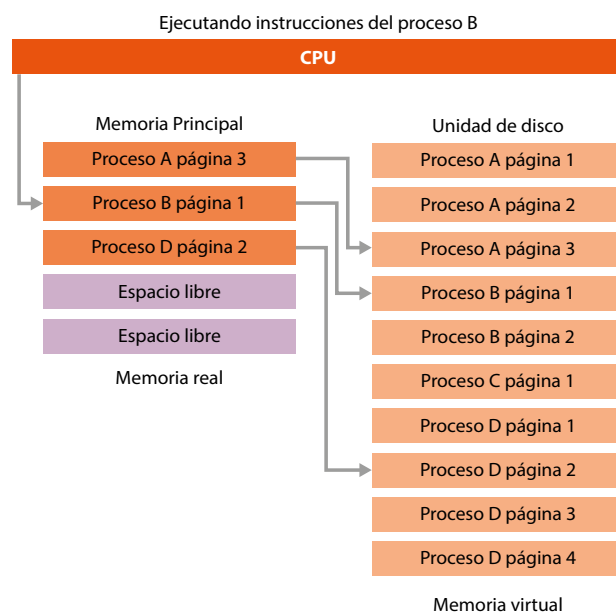 Ejecutando instrucciones del proceso B
CPU
Memoria Principal
Proceso A página 3
Proceso B página 1
Proceso D página 2
Espacio libre
Espacio libre
Memoria real
Unidad de disco
Proceso A página 1
Proceso A página 2
Proceso A página 3
Proceso B página 1
Proceso B página 2
Proceso C página 1
Proceso D página 1
Proceso D página 2
Proceso D página 3
Proceso D página 4
Memoria virtual